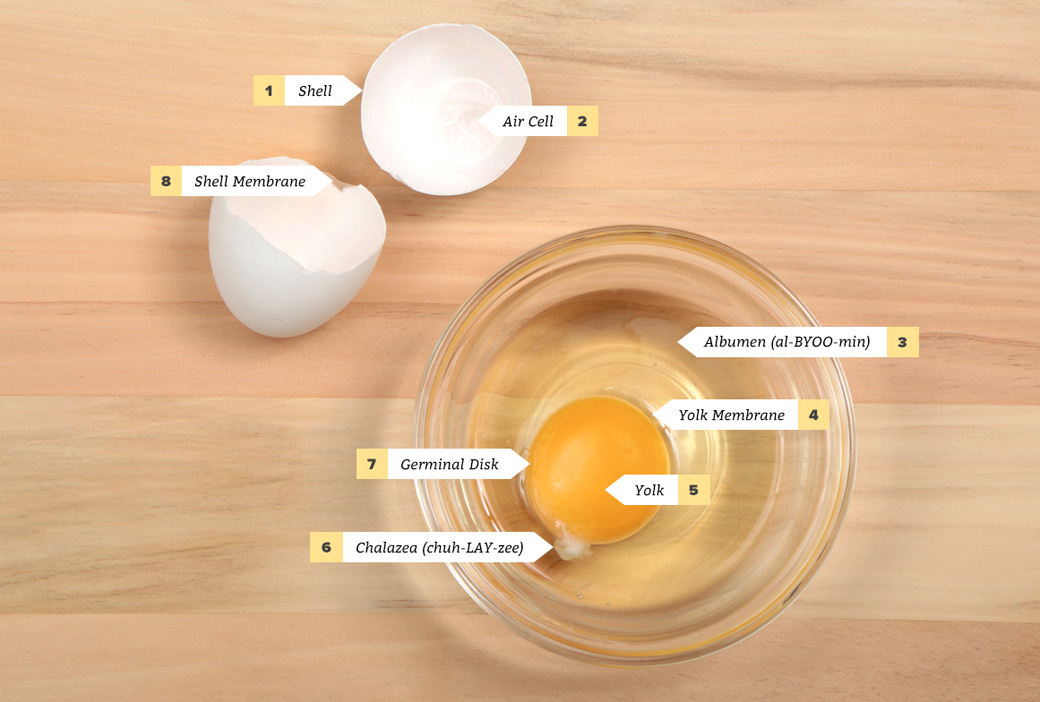 1 Shell
Air Cell 2
8 Shell Membrane
Albumen (al-BYOO-min) 3
Yolk Membrane 4
7 Germinal Disk
Yolk 5
6 Chalazea (chuh-LAY-zee)